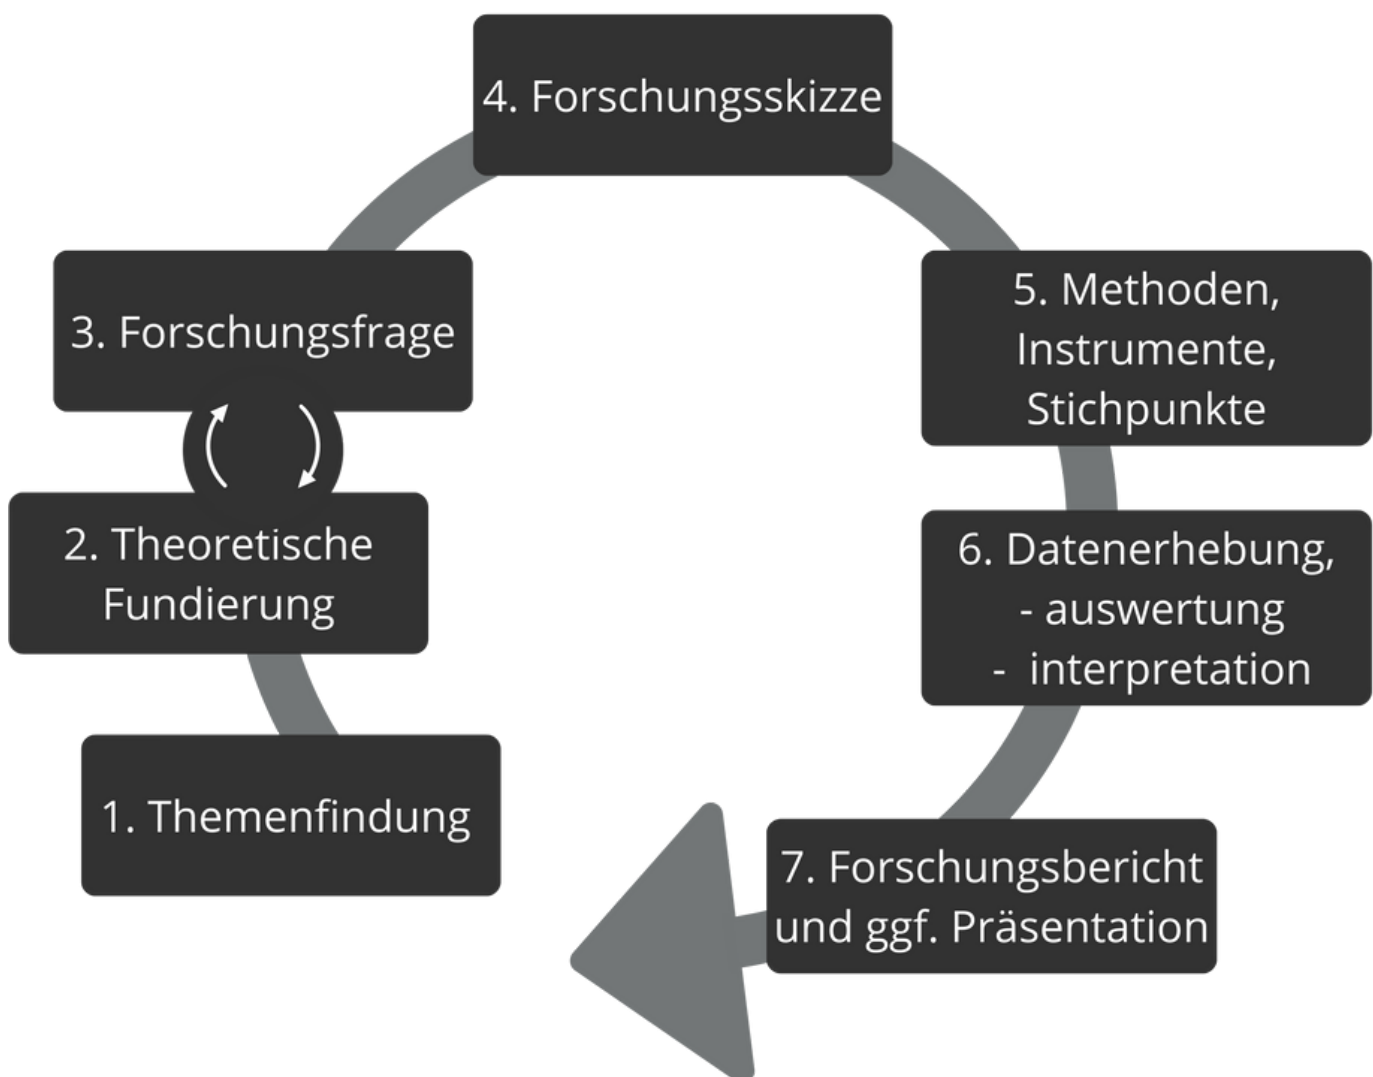 1. Themenfindung
2. Theoretische
Fundierung
3. Forschungsfrage
4. Forschungsskizze
5. Methoden,
Instrumente,
Stichpunkte
6. Datenerhebung,
- auswertung
-  interpretation
7. Forschungsbericht
und ggf. Präsentation